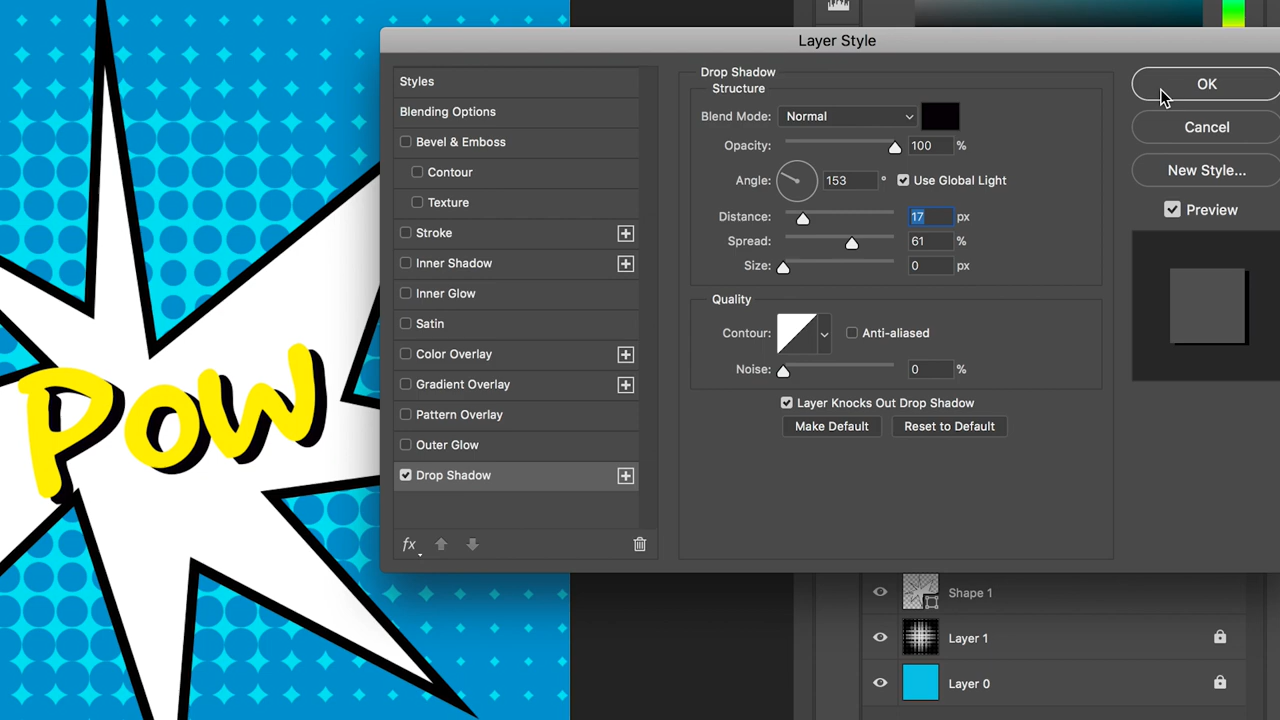 Layer Style
Styles
Blending Options
Bevel & Emboss
Contour
Texture
Stroke
Inner Shadow
Inner Glow
Satin
Color Overlay
Gradient Overlay
Pattern Overlay
Outer Glow
Drop Shadow
fx
Drop Shadow
Structure
Blend Mode: Normal
Opacity: 100 %
Angle: 153 ° Use Global Light
Distance: 17 px
Spread: 61 %
Size: 0 px
Quality
Contour: Anti-aliased
Noise: 0 %
Layer Knocks Out Drop Shadow
Make Default Reset to Default
OK
Cancel
New Style...
Preview
POW
Shape 1
Layer 1
Layer 0